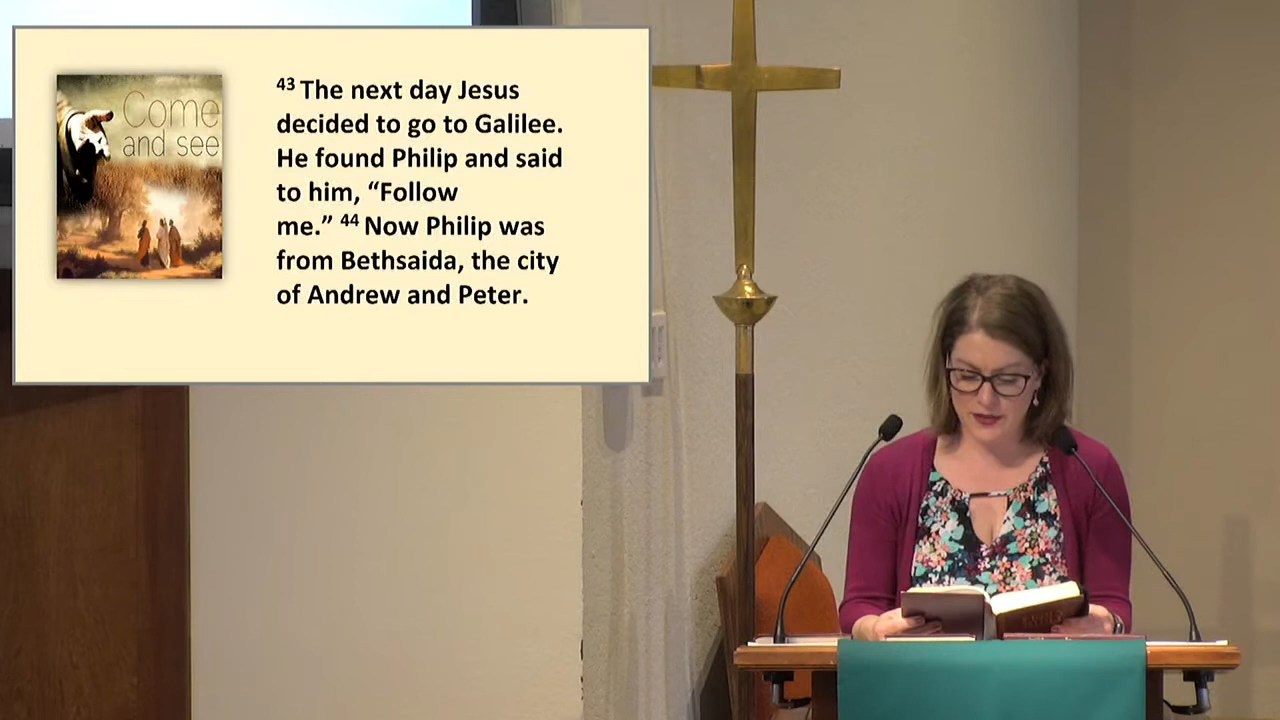 Come
and see
43 The next day Jesus
decided to go to Galilee.
He found Philip and said
to him, “Follow
me.” 44 Now Philip was
from Bethsaida, the city
of Andrew and Peter.